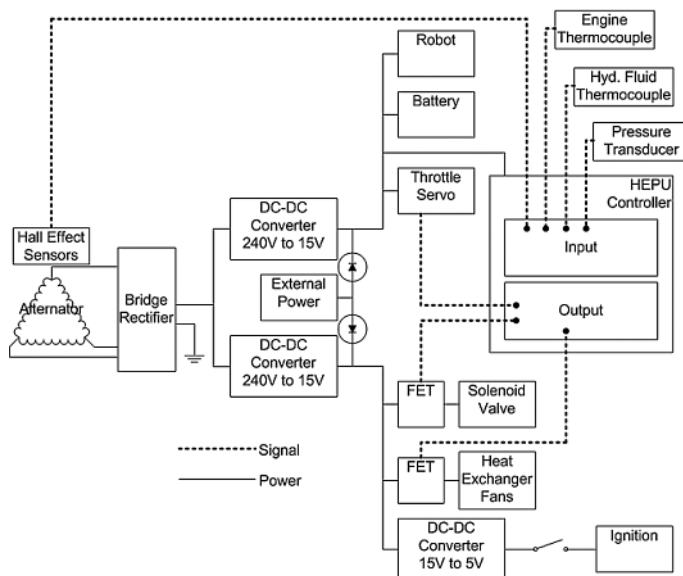 Robot
Engine
Thermocouple
Hyd. Fluid
Thermocouple
Battery
Pressure
Transducer
Throttle
Servo
HEPU
Controller
Hall Effect
Sensors
DC-DC
Converter
240V to 15V
Input
Alternator
Bridge
Rectifier
External
Power
Output
DC-DC
Converter
240V to 15V
FET
Solenoid
Valve
Signal
Power
FET
Heat
Exchanger
Fans
DC-DC
Converter
15V to 5V
Ignition